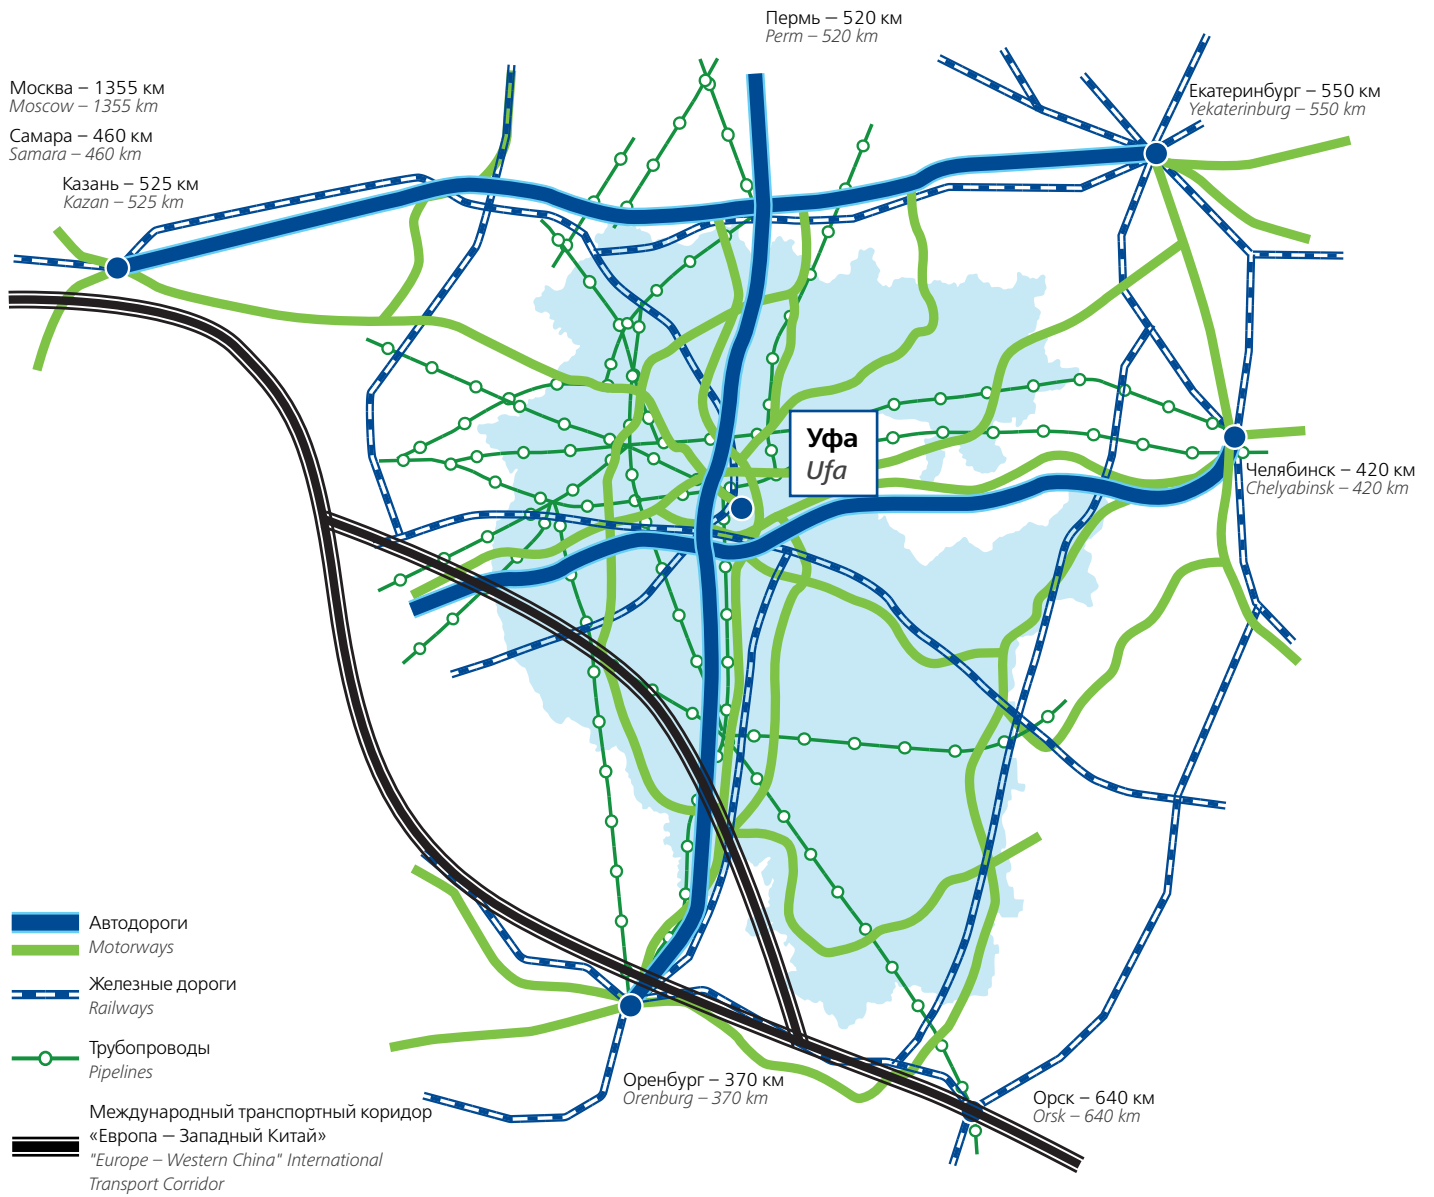 Пермь – 520 км
Perm – 520 km
Москва – 1355 км
Moscow – 1355 km
Самара – 460 км
Samara – 460 km
Казань – 525 км
Kazan – 525 km
Екатеринбург – 550 км
Yekaterinburg – 550 km
Уфа
Ufa
Челябинск – 420 км
Chelyabinsk – 420 km
Автодороги
Motorways
Железные дороги
Railways
Трубопроводы
Pipelines
Международный транспортный коридор
«Европа – Западный Китай»
"Europe – Western China" International
Transport Corridor
Оренбург – 370 км
Orenburg – 370 km
Орск – 640 км
Orsk – 640 km